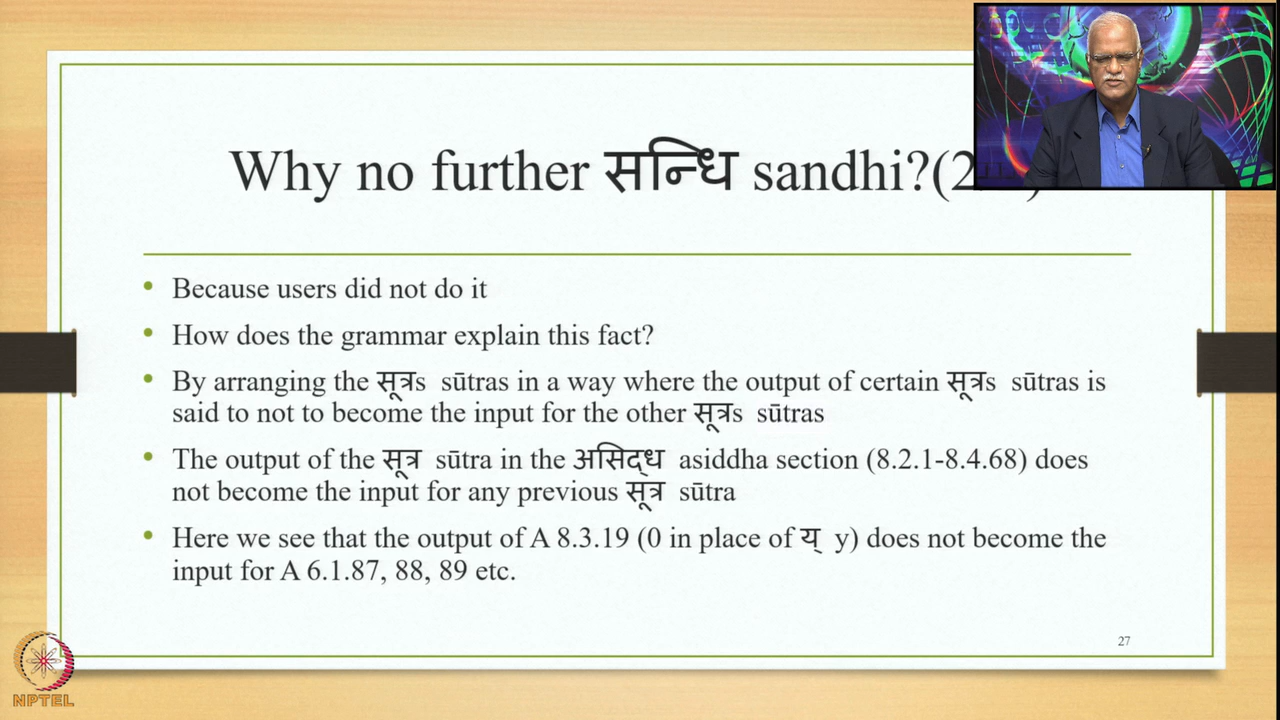 Why no further सन्धि sandhi?(2
Because users did not do it
How does the grammar explain this fact?
By arranging the सूत्रs sūtras in a way where the output of certain सूत्रs sūtras is
said to not to become the input for the other सूत्रs sūtras
The output of the सूत्र sūtra in the असिद्ध asiddha section (8.2.1-8.4.68) does
not become the input for any previous सूत्र sūtra
Here we see that the output of A 8.3.19 (0 in place of य् y) does not become the
input for A 6.1.87, 88, 89 etc.
27
NPTEL